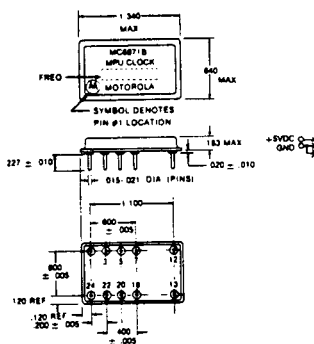 1.340
MAX
MC6871B
MPU CLOCK
FREQ
MOTOROLA
640
MAX
SYMBOL DENOTES
PIN #1 LOCATION
183 MAX
+5VDC
GND
227 ± .010
020 ± .010
015-021 DIA (PINS)
1.100
600
± .005
1 3 5 7 12
600
± .005
24 22 20 18 13
.120 REF
.120 REF
.200 ± .005
400
± .005